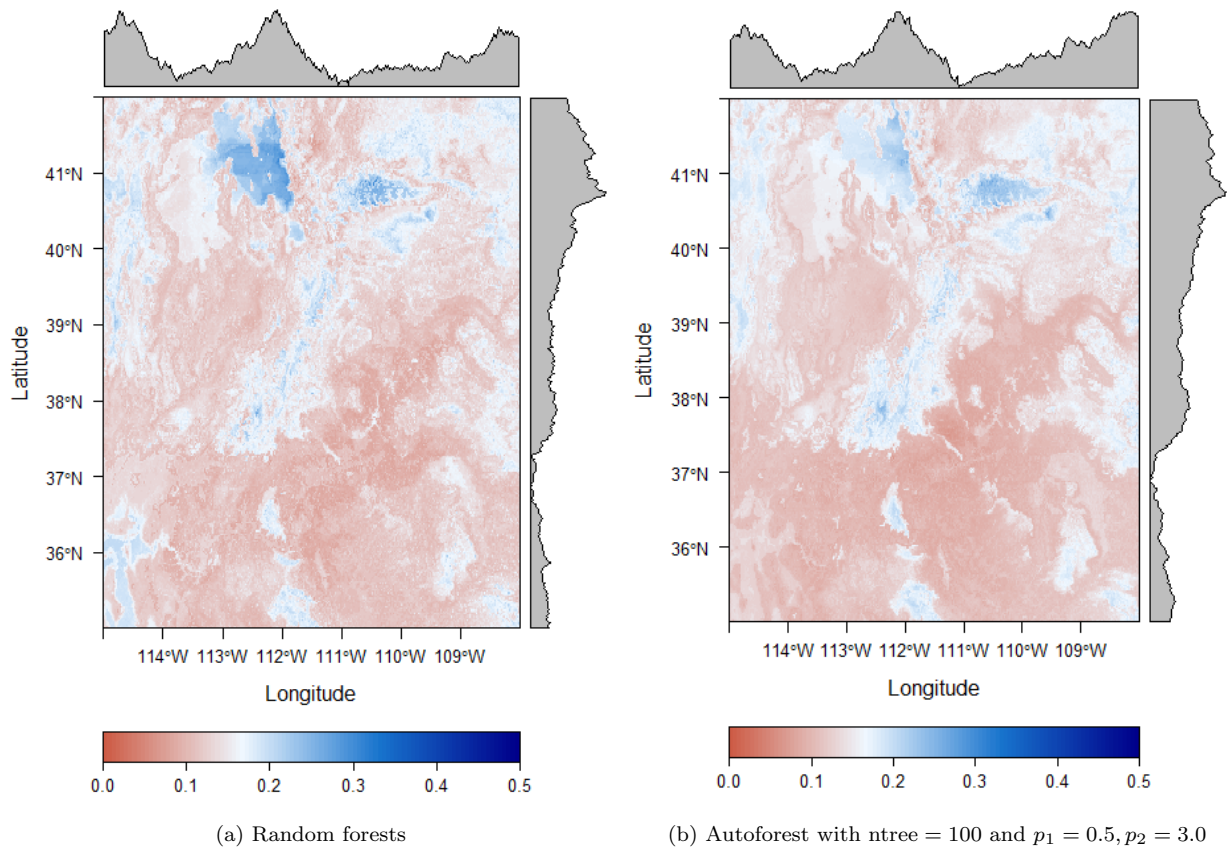 41°N
40°N
39°N
38°N
37°N
36°N
Latitude
114°W 113°W 112°W 111°W 110°W 109°W
Longitude
0.0 0.1 0.2 0.3 0.4 0.5
(a) Random forests
41°N
40°N
39°N
38°N
37°N
36°N
Latitude
114°W 113°W 112°W 111°W 110°W 109°W
Longitude
0.0 0.1 0.2 0.3 0.4 0.5
(b) Autoforest with ntree = 100 and p₁ = 0.5, p₂ = 3.0